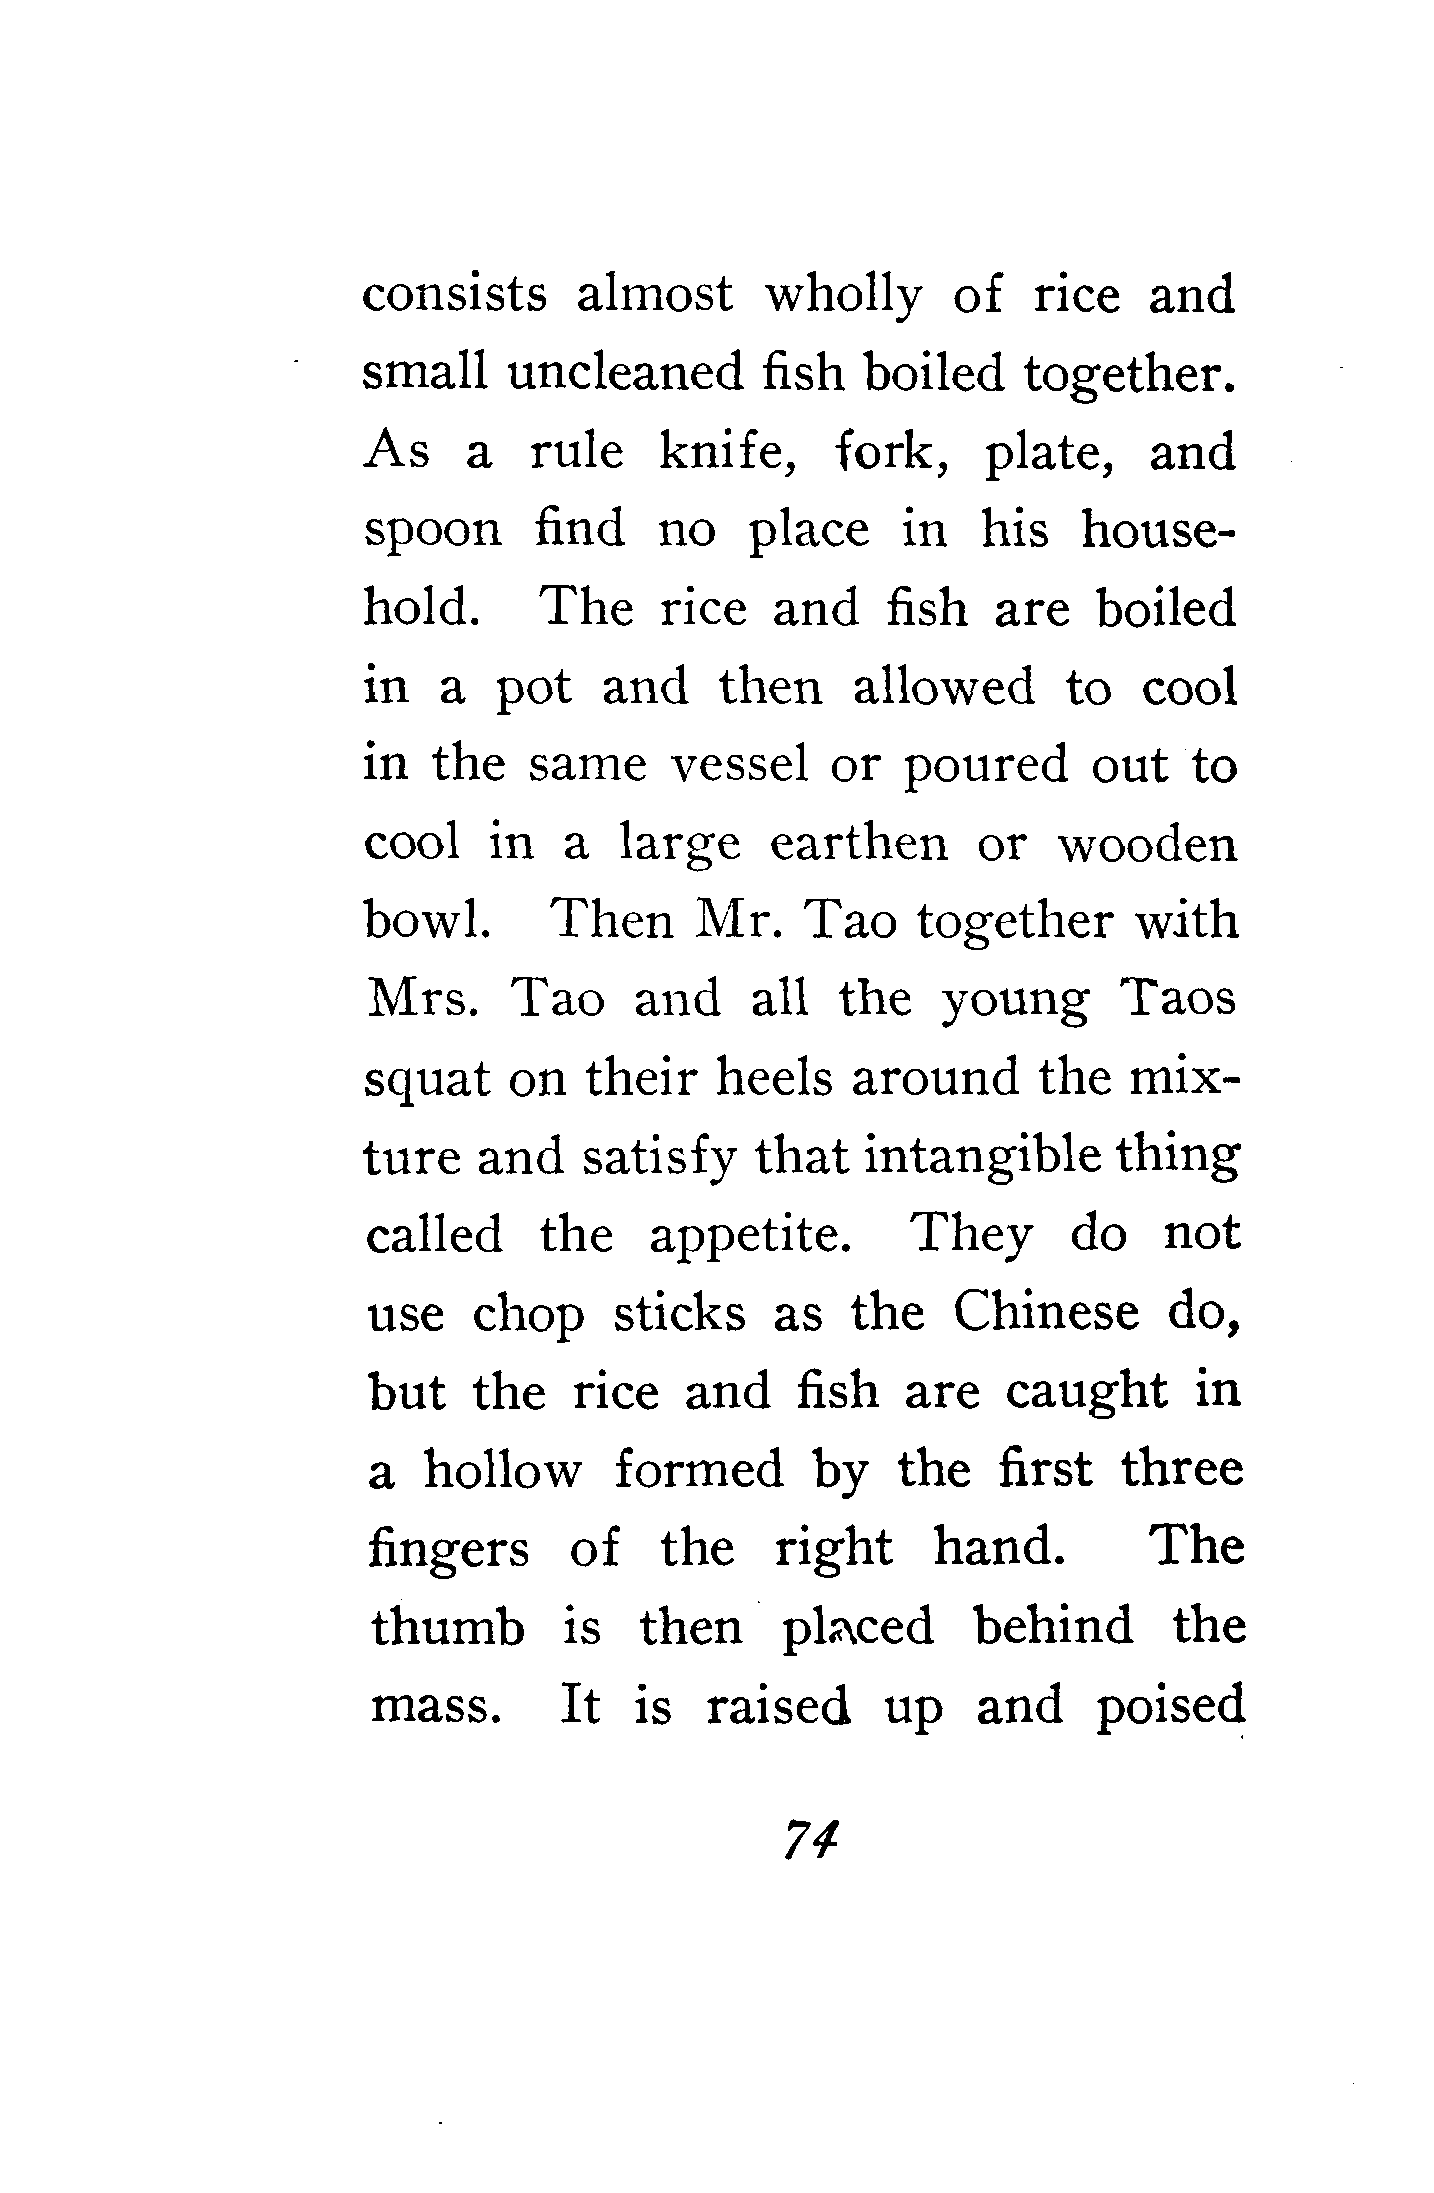 consists almost wholly of rice and
small uncleaned fish boiled together.
As a rule knife, fork, plate, and
spoon find no place in his house-
hold. The rice and fish are boiled
in a pot and then allowed to cool
in the same vessel or poured out to
cool in a large earthen or wooden
bowl. Then Mr. Tao together with
Mrs. Tao and all the young Taos
squat on their heels around the mix-
ture and satisfy that intangible thing
called the appetite. They do not
use chop sticks as the Chinese do,
but the rice and fish are caught in
a hollow formed by the first three
fingers of the right hand. The
thumb is then placed behind the
mass. It is raised up and poised
74